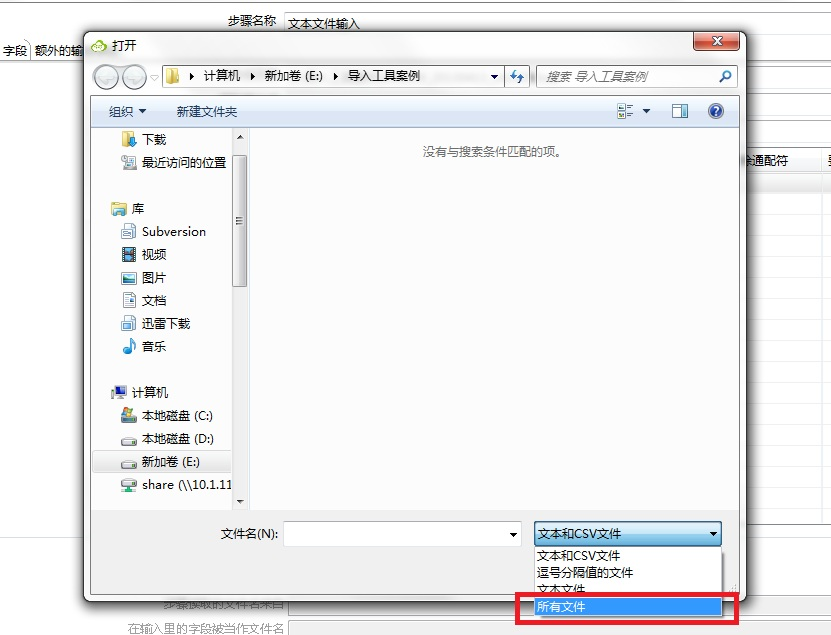 步骤名称 文本文件输入
字段 额外的输
打开
计算机 新加卷 (E:) 导入工具案例 搜索 导入工具案例
组织 新建文件夹
下载
没有与搜索条件匹配的项。
最近访问的位置
除通配符
库
Subversion
视频
图片
文档
迅雷下载
音乐
计算机
本地磁盘 (C:)
本地磁盘 (D:)
新加卷 (E:)
share (\\10.1.11
文件名(N): 文本和CSV文件
文本和CSV文件
逗号分隔值的文件
文本文件
所有文件
步骤读取的文件名来自
在输入里的字段被当作文件名